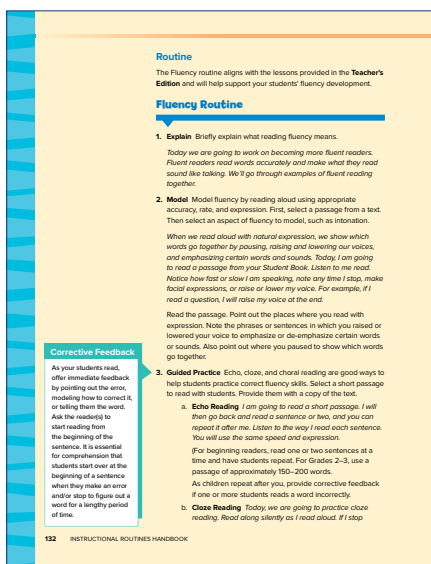 Routine
The Fluency routine aligns with the lessons provided in the Teacher's
Edition and will help support your students' fluency development.
Fluency Routine
1. Explain Briefly explain what reading fluency means.
Today we are going to work on becoming more fluent readers.
Fluent readers read words accurately and make what they read
sound like talking. We'll go through examples of fluent reading
together.
2. Model Model fluency by reading aloud using appropriate
accuracy, rate, and expression. First, select a passage from a text.
Then select an aspect of fluency to model, such as intonation.
When we read aloud with natural expression, we show which
words go together by pausing, raising and lowering our voices,
and emphasizing certain words and sounds. Today, I am going
to read a passage from your Student Book. Listen to me read.
Notice how fast or slow I am speaking, note any time I stop, make
facial expressions, or raise or lower my voice. For example, if I
read a question, I will raise my voice at the end.
Read the passage. Point out the places where you read with
expression. Note the phrases or sentences in which you raised or
lowered your voice to emphasize or de-emphasize certain words
or sounds. Also point out where you paused to show which words
go together.
3. Guided Practice Echo, cloze, and choral reading are good ways to
help students practice correct fluency skills. Select a short passage
to read with students. Provide them with a copy of the text.
a. Echo Reading I am going to read a short passage. I will
then go back and read a sentence or two, and you can
repeat it after me. Listen to the way I read each sentence.
You will use the same speed and expression.
(For beginning readers, read one or two sentences at a
time and have students repeat. For Grades 2–3, use a
passage of approximately 150–200 words.
As children repeat after you, provide corrective feedback
if one or more students reads a word incorrectly.
b. Cloze Reading Today, we are going to practice cloze
reading. Read along silently as I read aloud. If I stop
Corrective Feedback
As your students read,
offer immediate feedback
by pointing out the error,
modeling how to correct it,
or telling them the word.
Ask the reader(s) to
start reading from
the beginning of the
sentence. It is essential
for comprehension that
students start over at the
beginning of a sentence
when they make an error
and/or stop to figure out a
word for a lengthy period
of time.
132 INSTRUCTIONAL ROUTINES HANDBOOK